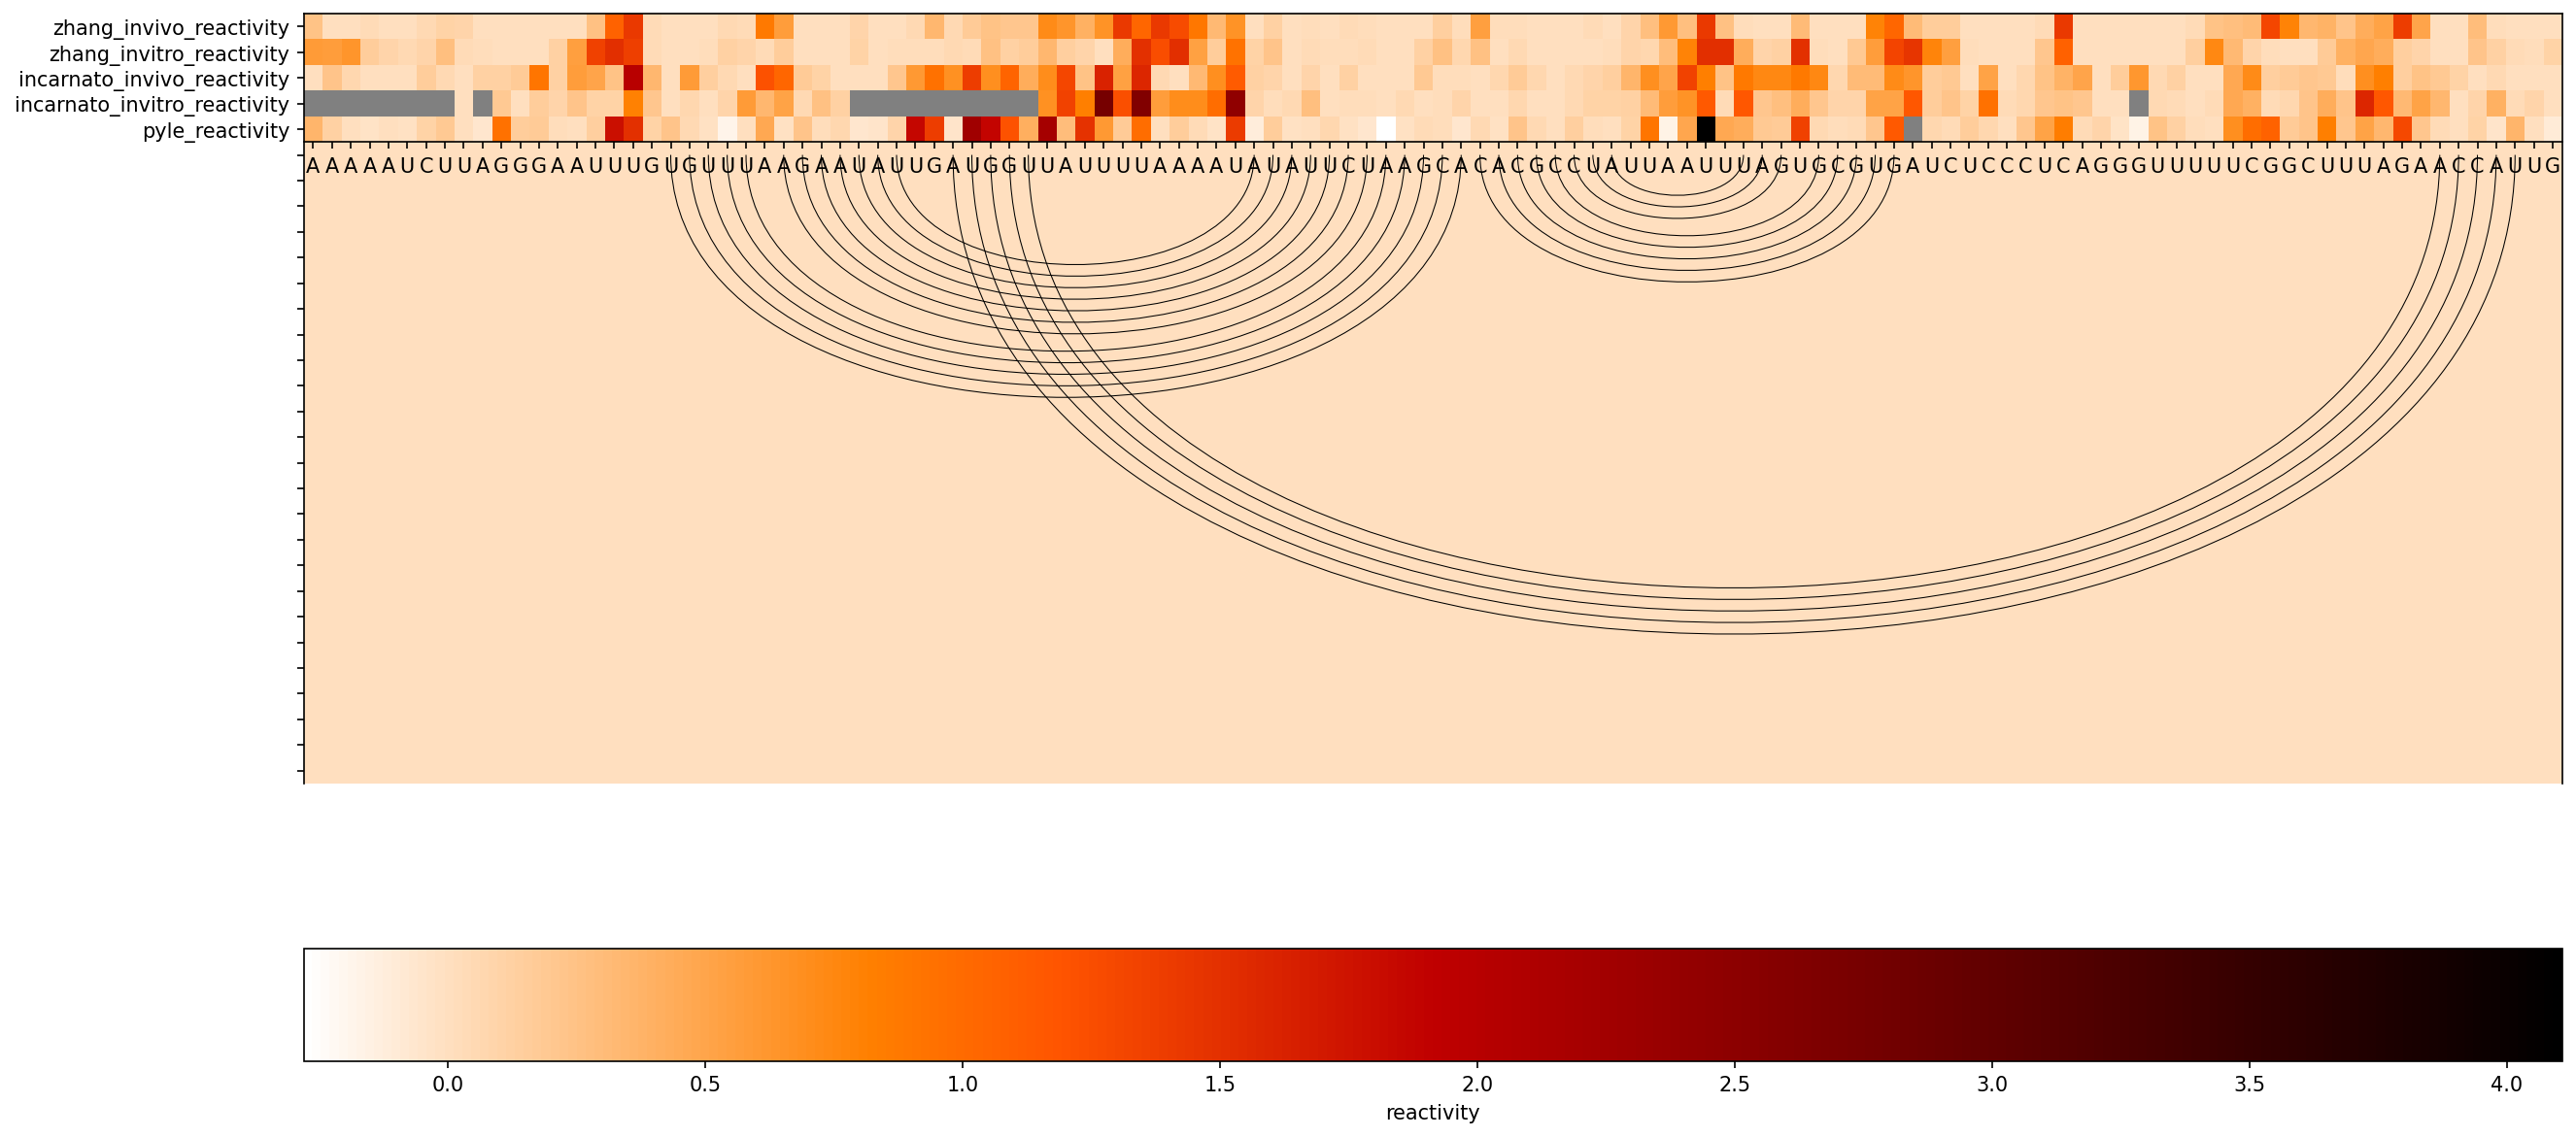 zhang_invivo_reactivity
zhang_invitro_reactivity
incarnato_invivo_reactivity
incarnato_invitro_reactivity
pyle_reactivity
A A A A A U C U U A G G G A A U U U G U G U U U A A G A A U A U U G A U G G U U A U U U U A A A A U A U A U U C U A A G C A C A C G C C U A U U A A U U U A G U G C G U G A U C U C C C U C A G G G U U U U U C G G C U U U A G A A C C A U U G
0.0 0.5 1.0 1.5 2.0 2.5 3.0 3.5 4.0
reactivity